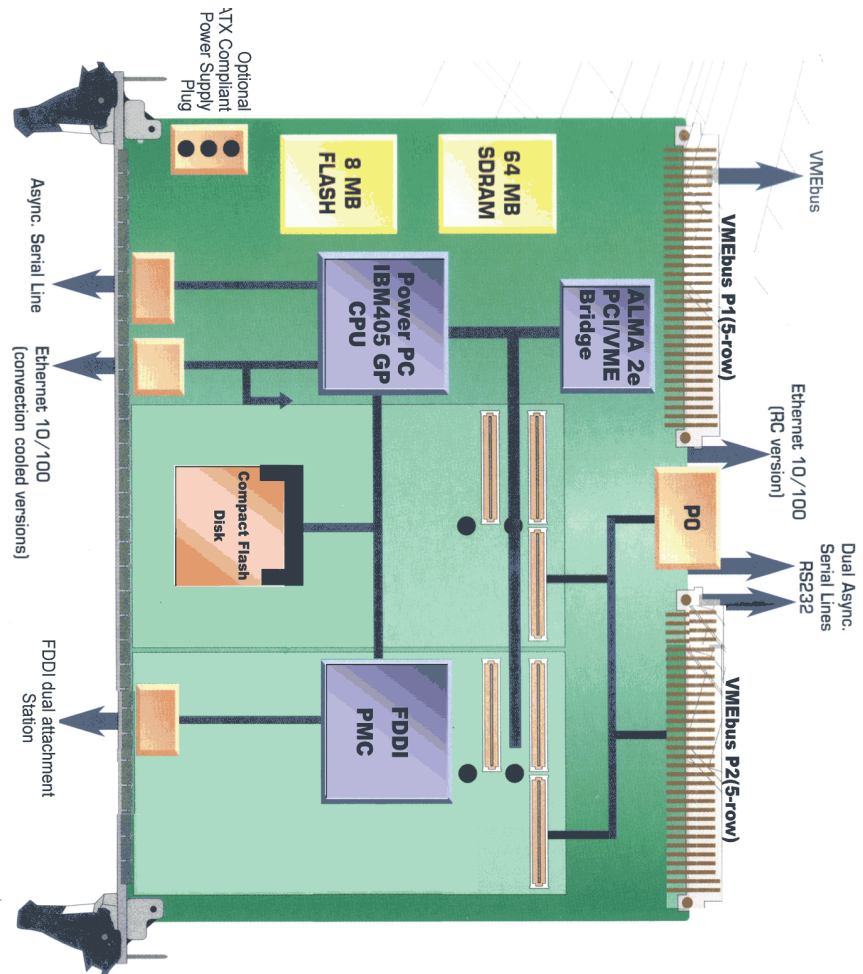 Optional
ATX Compliant
Power Supply
Plug
8 MB
FLASH
64 MB
SDRAM
VMEbus
VMEbus P1(5-row)
Async. Serial Line
Power PC
IBM405 GP
CPU
ALMA 2e
PCI/VME
Bridge
Ethernet 10/100
(convection cooled versions)
Ethernet 10/100
(RC version)
Compact Flash
Disk
P0
Dual Async.
Serial Lines
RS232
FDDI dual attachment
Station
FDDI
PMC
VMEbus P2(5-row)